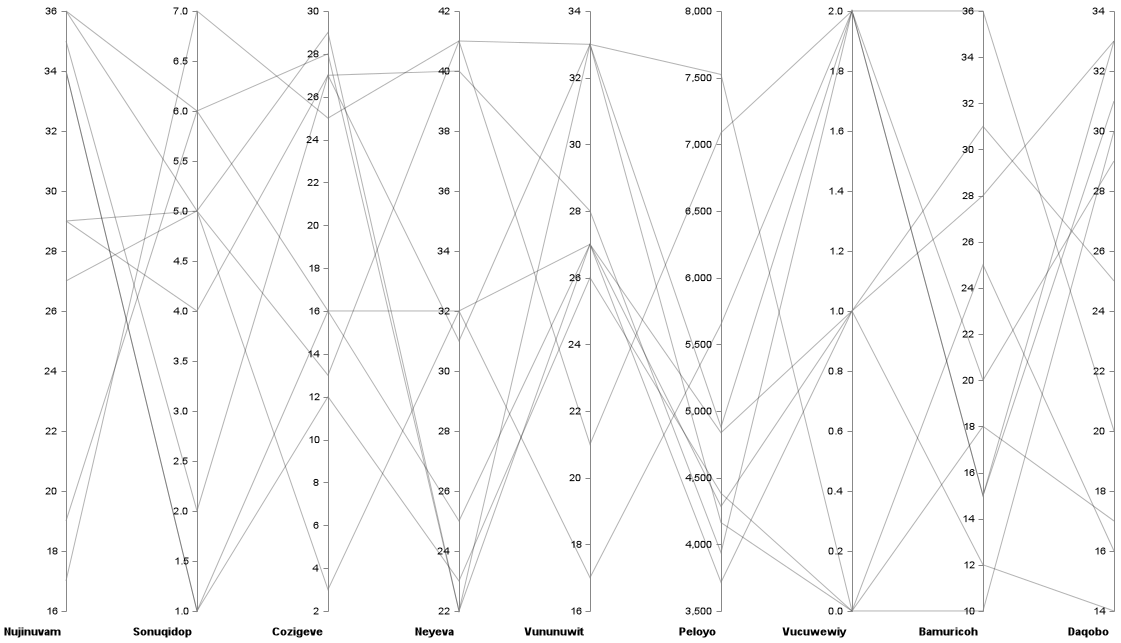 36 7.0 30 42 34 8,000 2.0 36 34
6.5 28 34
34 26 40 32 7,500 1.8 32 32
6.0 24 38 7,000 30
32 5.5 22 30 1.6 30
30 5.0 20 36 28 6,500 1.4 28 28
28 4.5 18 34 26 6,000 1.2 26 26
26 4.0 16 32 24 1.0 24 24
24 3.5 14 30 5,500 0.8 22 22
22 3.0 12 28 22 5,000 0.6 20 20
20 2.5 10 26 20 4,500 0.4 18 18
2.0 8 16
18 1.5 6 24 18 4,000 0.2 14 16
4 12
16 1.0 2 22 16 3,500 0.0 10 14
Nujinuvam Sonuqidop Cozigeve Neyeva Vununuwit Peloyo Vucuwewiy Bamuricoh Daqobo